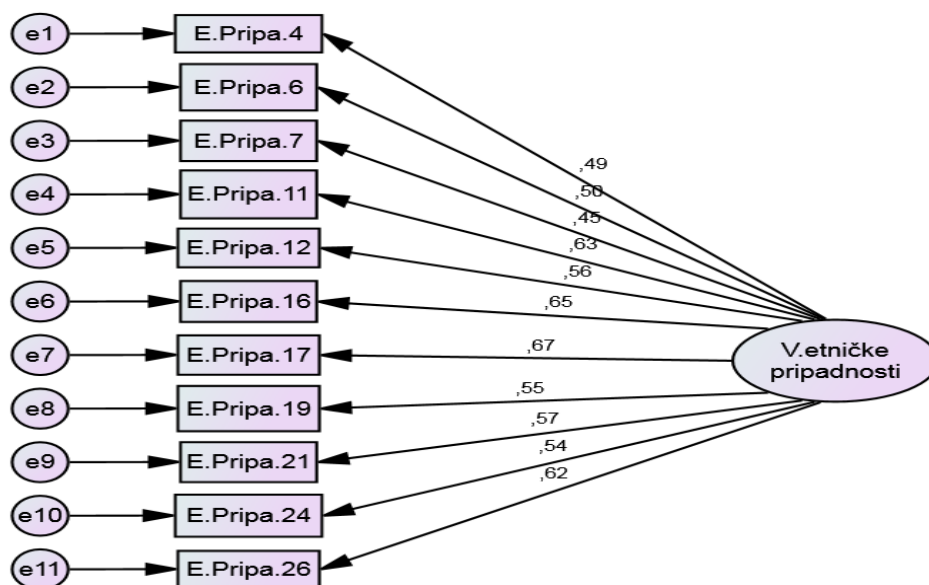 e1
E.Pripa.4
e2
E.Pripa.6
e3
E.Pripa.7
e4
E.Pripa.11
e5
E.Pripa.12
e6
E.Pripa.16
e7
E.Pripa.17
e8
E.Pripa.19
e9
E.Pripa.21
e10
E.Pripa.24
e11
E.Pripa.26
,49
,50
,45
,63
,56
,65
,67
,55
,57
,54
,62
V.etničke
pripadnosti